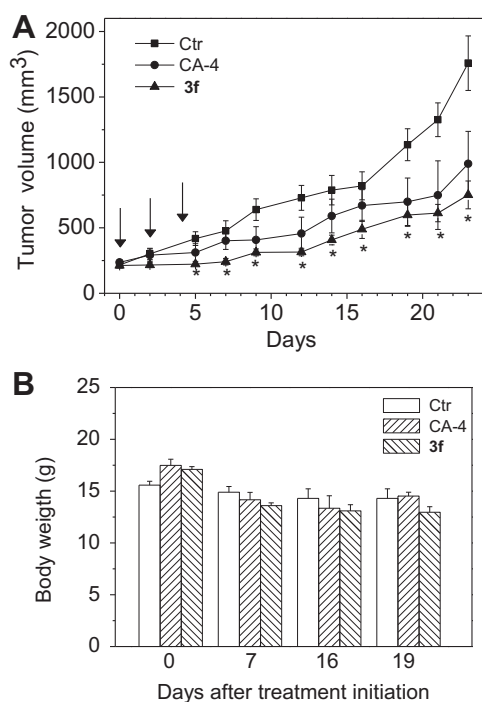 A
Tumor volume (mm3)
2000
1500
1000
500
0
Ctr
CA-4
3f
* * * * * * * * *
0 5 10 15 20
Days
B
Body weigth (g)
25
20
15
10
5
0
Ctr
CA-4
3f
0 7 16 19
Days after treatment initiation